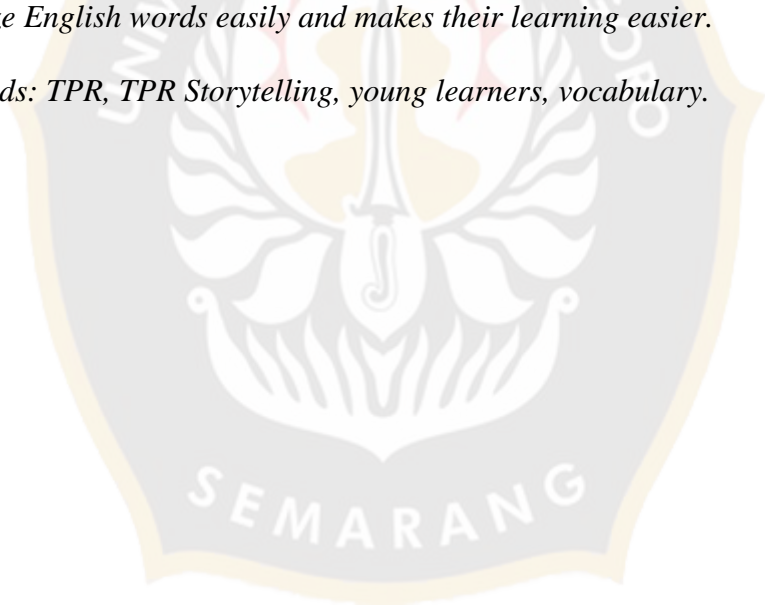 e English words easily and makes their learning easier.
ds: TPR, TPR Storytelling, young learners, vocabulary.
SEMARANG